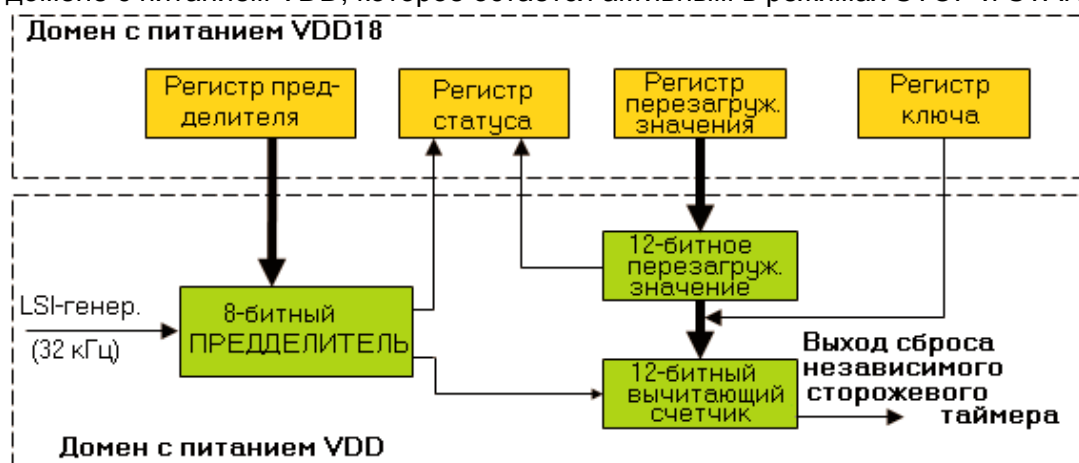 Домен с питанием VDD18
Регистр пред-
делителя
Регистр
статуса
Регистр
перезагруж.
значения
Регистр
ключа
12-битное
перезагруж.
значение
LSI-генер.
(32 кГц)
8-битный
ПРЕДДЕЛИТЕЛЬ
12-битный
вычитающий
счетчик
Выход сброса
независимого
сторожевого
таймера
Домен с питанием VDD